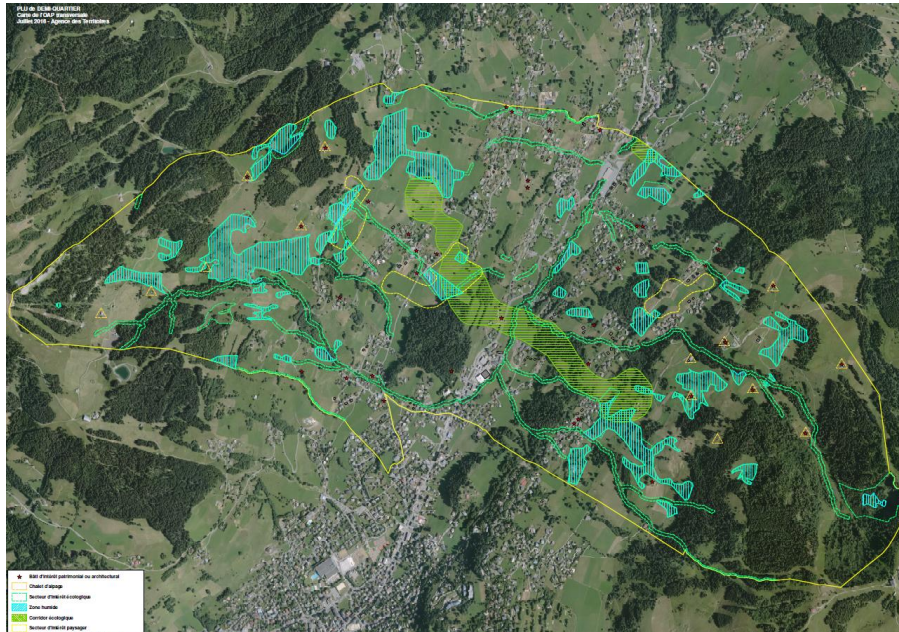 PLU de DEMI-QUARTIER
Carte de l'OAP transversale
Juillet 2018 - Agence des Territoires
Bâti d'intérêt patrimonial ou architectural
Chalet d'alpage
Secteur d'intérêt écologique
Zone humide
Corridor écologique
Secteur d'intérêt paysager